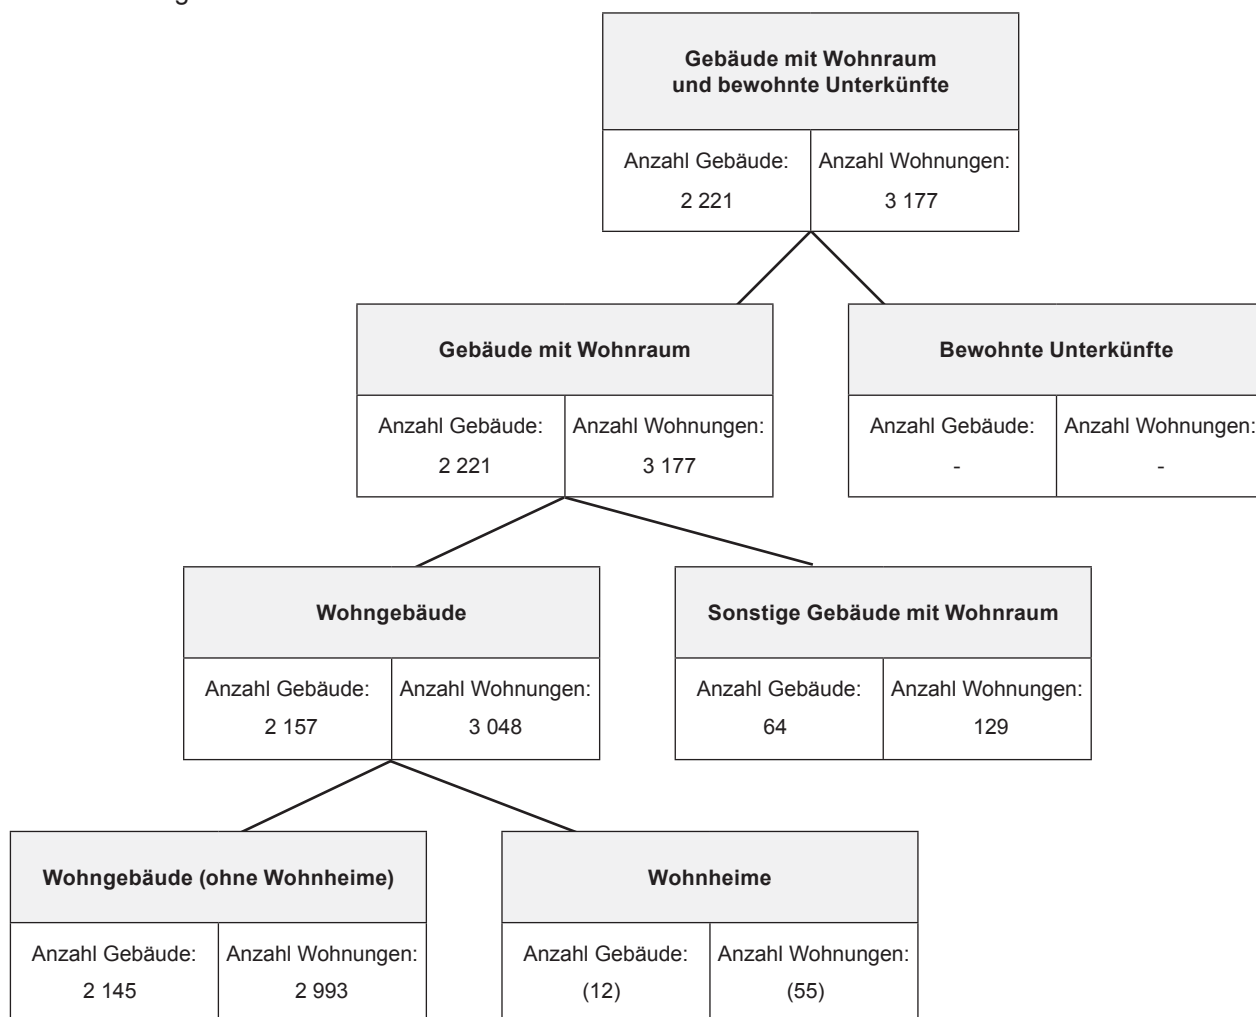 Gebäude mit Wohnraum
und bewohnte Unterkünfte
Anzahl Gebäude: Anzahl Wohnungen:
2 221 3 177
Gebäude mit Wohnraum
Anzahl Gebäude: Anzahl Wohnungen:
2 221 3 177
Bewohnte Unterkünfte
Anzahl Gebäude: Anzahl Wohnungen:
- -
Wohngebäude
Anzahl Gebäude: Anzahl Wohnungen:
2 157 3 048
Sonstige Gebäude mit Wohnraum
Anzahl Gebäude: Anzahl Wohnungen:
64 129
Wohngebäude (ohne Wohnheime)
Anzahl Gebäude: Anzahl Wohnungen:
2 145 2 993
Wohnheime
Anzahl Gebäude: Anzahl Wohnungen:
(12) (55)